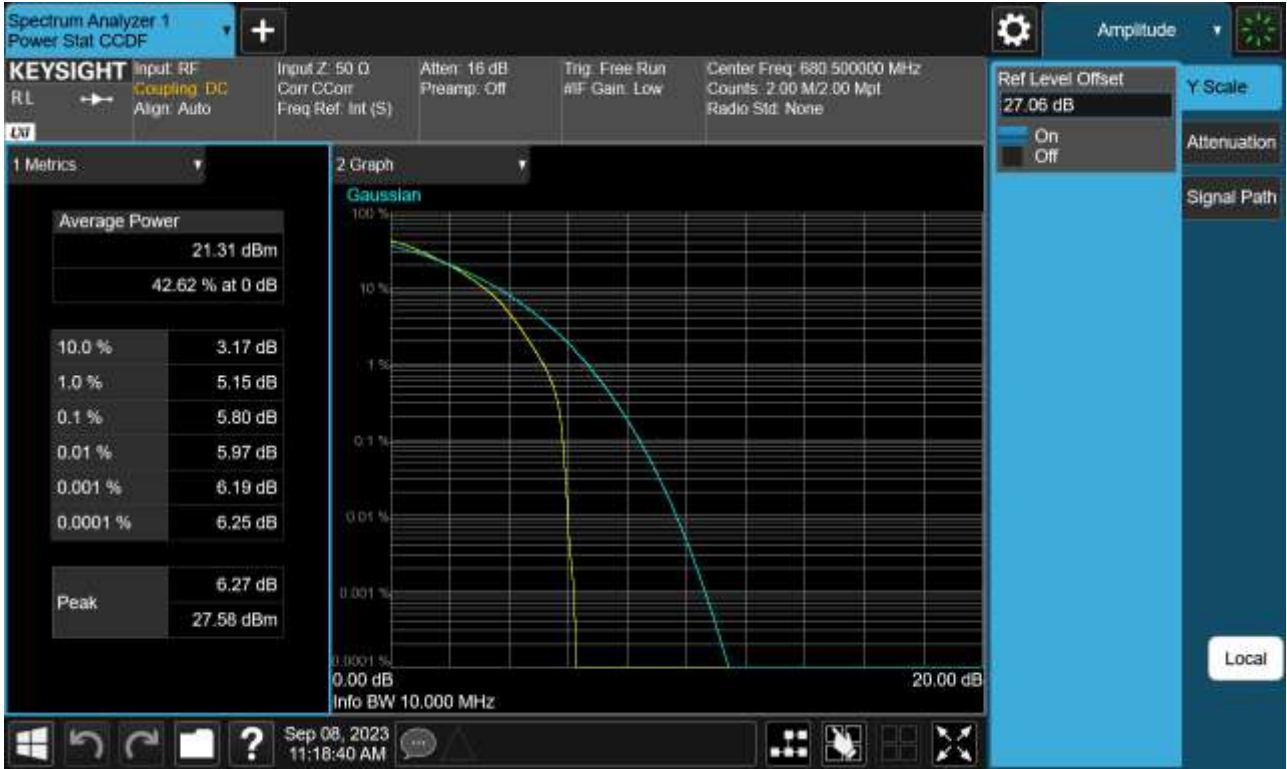 Spectrum Analyzer 1
Power Stat CCDF
Amplitude
KEYSIGHT
RL
LXI
Input: RF
Coupling: DC
Align: Auto
Input Z: 50 Ω
Corr CCorr
Freq Ref: Int (S)
Atten: 16 dB
Preamp: Off
Trig: Free Run
#IF Gain: Low
Center Freq: 680.500000 MHz
Counts: 2.00 M/2.00 Mpt
Radio Std: None
Ref Level Offset
27.06 dB
On
Off
Y Scale
Attenuation
Signal Path
Local
1 Metrics
Average Power
21.31 dBm
42.62 % at 0 dB
10.0 % 3.17 dB
1.0 % 5.15 dB
0.1 % 5.80 dB
0.01 % 5.97 dB
0.001 % 6.19 dB
0.0001 % 6.25 dB
Peak
6.27 dB
27.58 dBm
2 Graph
Gaussian
100 %
10 %
1 %
0.1 %
0.01 %
0.001 %
0.0001 %
0.00 dB 20.00 dB
Info BW 10.000 MHz
?
Sep 08, 2023
11:18:40 AM